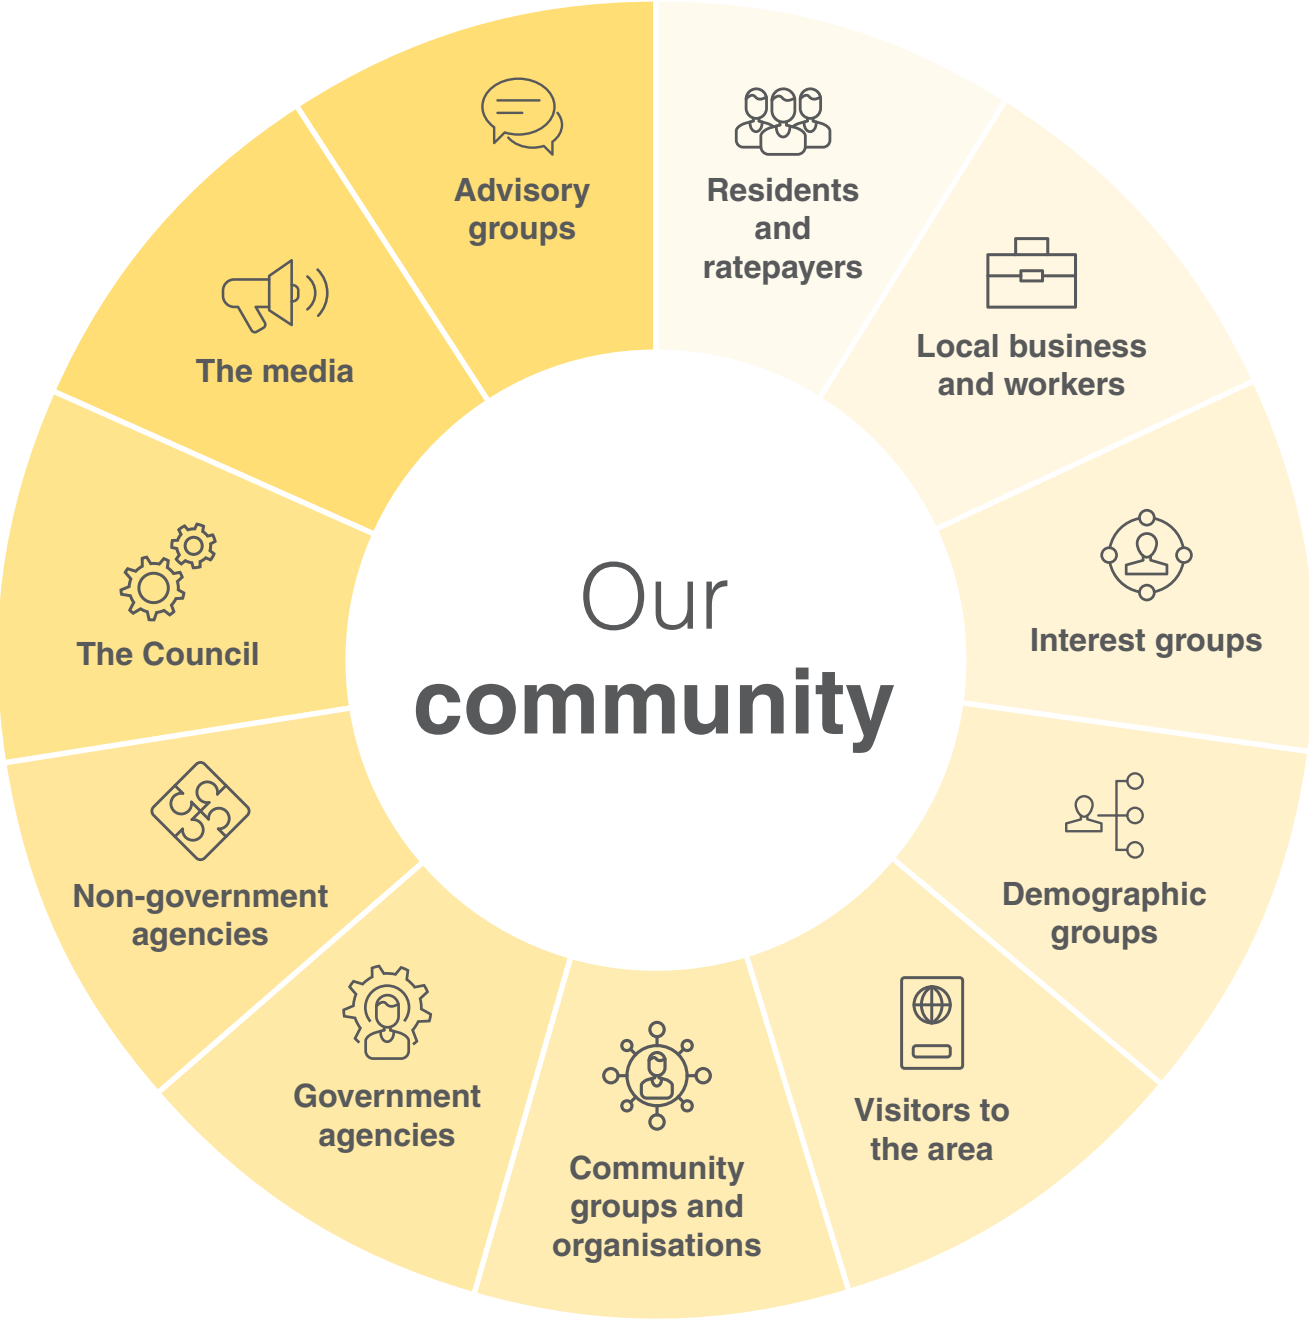 Our
community
Residents
and
ratepayers
Local business
and workers
Interest groups
Demographic
groups
Visitors to
the area
Community
groups and
organisations
Government
agencies
Non-government
agencies
The Council
The media
Advisory
groups